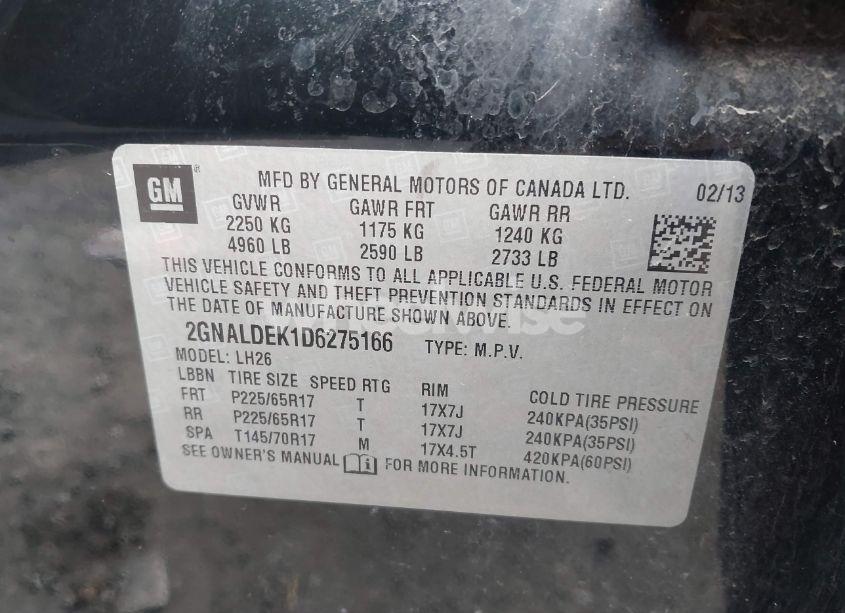 GM
MFD BY GENERAL MOTORS OF CANADA LTD. 02/13
GVWR GAWR FRT GAWR RR
2250 KG 1175 KG 1240 KG
4960 LB 2590 LB 2733 LB
THIS VEHICLE CONFORMS TO ALL APPLICABLE U.S. FEDERAL MOTOR
VEHICLE SAFETY AND THEFT PREVENTION STANDARDS IN EFFECT ON
THE DATE OF MANUFACTURE SHOWN ABOVE.
2GNALDEK1D6275166 TYPE: M.P.V.
MODEL: LH26
LBBN TIRE SIZE SPEED RTG RIM COLD TIRE PRESSURE
FRT P225/65R17 T 17X7J 240KPA(35PSI)
RR P225/65R17 T 17X7J 240KPA(35PSI)
SPA T145/70R17 M 17X4.5T 420KPA(60PSI)
SEE OWNER'S MANUAL FOR MORE INFORMATION.